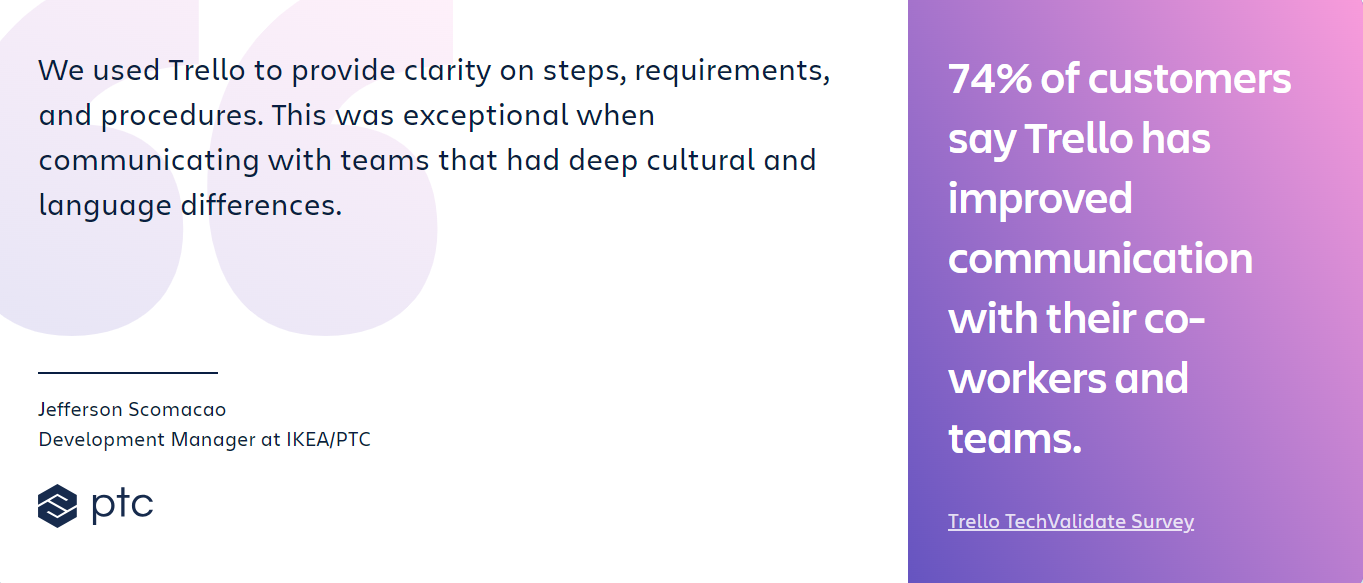 We used Trello to provide clarity on steps, requirements,
and procedures. This was exceptional when
communicating with teams that had deep cultural and
language differences.
Jefferson Scomacao
Development Manager at IKEA/PTC
ptc
74% of customers
say Trello has
improved
communication
with their co-
workers and
teams.
Trello TechValidate Survey